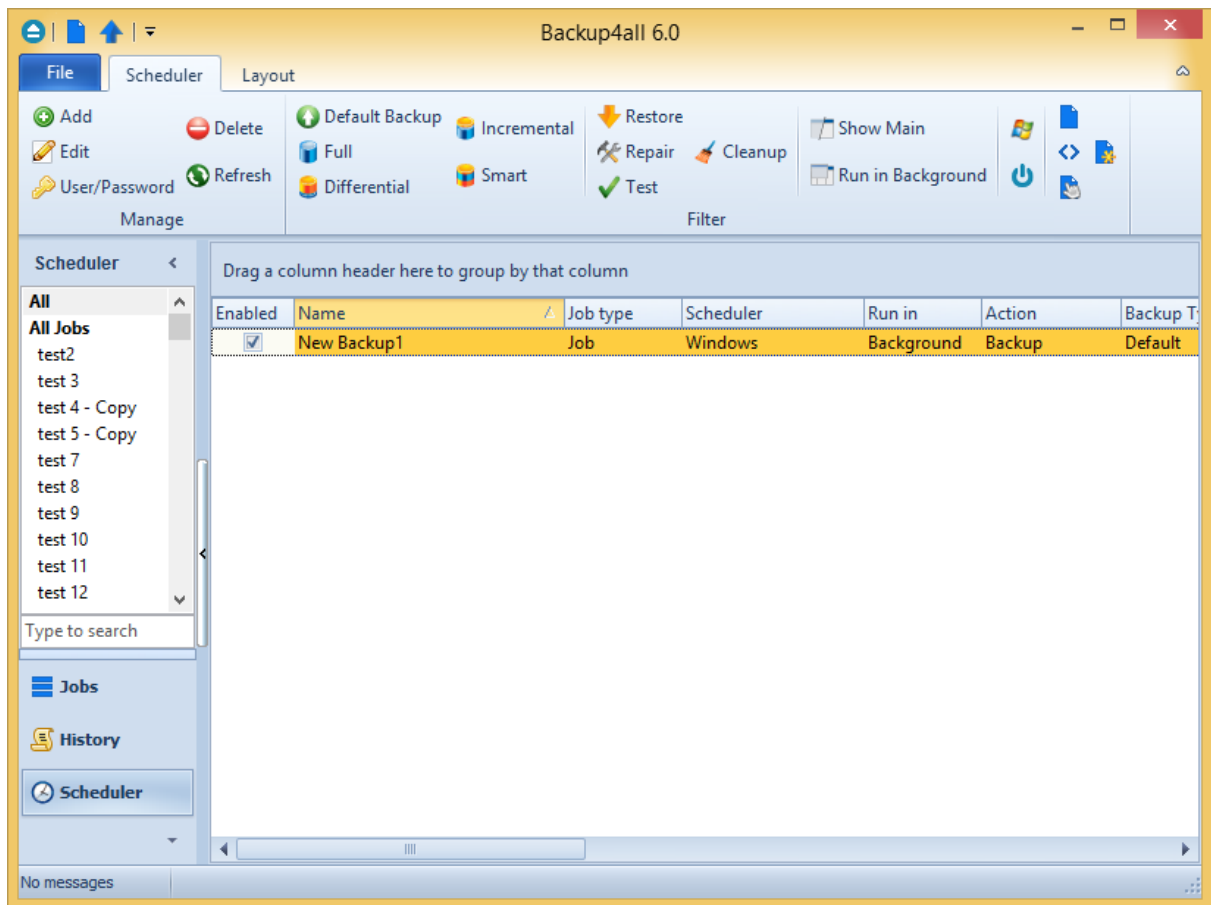 Backup4all 6.0
File Scheduler Layout
Add Delete Default Backup Incremental Restore Show Main
Edit Full Repair Cleanup
User/Password Refresh Differential Smart Test Run in Background
Manage Filter
Scheduler
Drag a column header here to group by that column
Enabled Name Job type Scheduler Run in Action Backup T
New Backup1 Job Windows Background Backup Default
All
All Jobs
test2
test 3
test 4 - Copy
test 5 - Copy
test 7
test 8
test 9
test 10
test 11
test 12
Type to search
Jobs
History
Scheduler
No messages